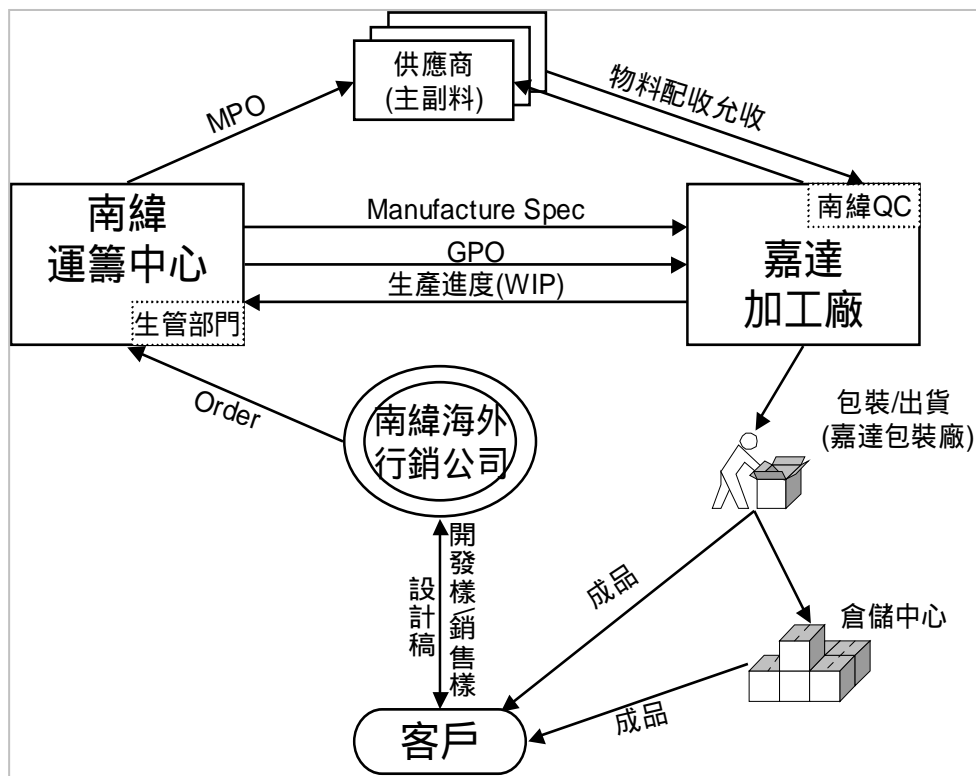 供應商
(主副料)
MPO
物料配收允收
南緯
運籌中心
生管部門
Manufacture Spec
GPO
生產進度(WIP)
南緯QC
嘉達
加工廠
Order
南緯海外
行銷公司
包裝/出貨
(嘉達包裝廠)
設計稿
開發樣/銷售樣
成品
倉儲中心
成品
客戶